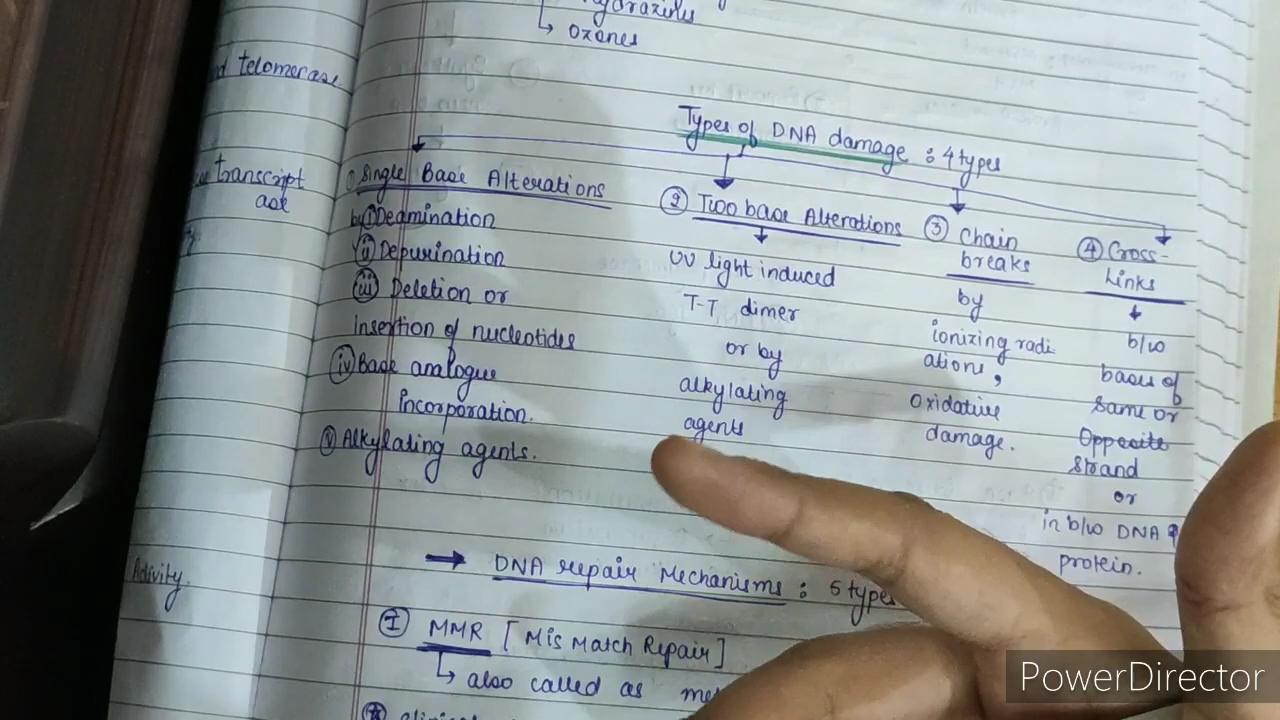 ↳ oxanes
telomerase
Types of DNA damage : 4 types
transcript
ase
① Single Base Alterations
by ⓘ Deamination
ⓘⓘ Depurination
ⓘⓘⓘ Deletion or
insertion of nucleotides
ⓘⓥ Base analogue
incorporation.
ⓥ Alkylating agents.
② Two base Alterations
UV light induced
T-T dimer
or by
alkylating
agents
③ Chain
breaks
by
ionizing radi
ations,
oxidative
damage.
④ Cross-
Links
b/w
bases of
same or
opposite
strand
or
in b/w DNA &
protein.
Activity.
→ DNA repair Mechanisms : 5 types
Ⓘ MMR [Mis Match Repair]
↳ also called as
PowerDirector